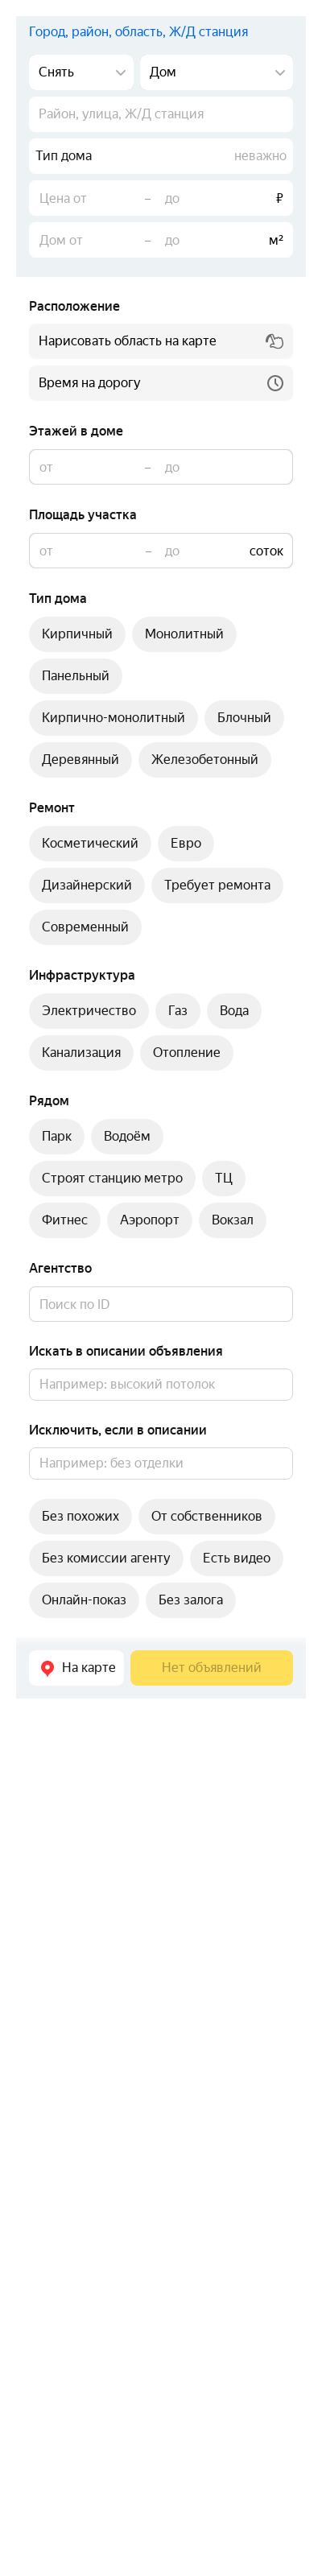 Город, район, область, Ж/Д станция
Снять Дом
Район, улица, Ж/Д станция
Тип дома неважно
Цена от – до ₽
Дом от – до м²
Расположение
Нарисовать область на карте
Время на дорогу
Этажей в доме
от – до
Площадь участка
от – до соток
Тип дома
Кирпичный Монолитный
Панельный
Кирпично-монолитный Блочный
Деревянный Железобетонный
Ремонт
Косметический Евро
Дизайнерский Требует ремонта
Современный
Инфраструктура
Электричество Газ Вода
Канализация Отопление
Рядом
Парк Водоём
Строят станцию метро ТЦ
Фитнес Аэропорт Вокзал
Агентство
Поиск по ID
Искать в описании объявления
Например: высокий потолок
Исключить, если в описании
Например: без отделки
Без похожих От собственников
Без комиссии агенту Есть видео
Онлайн-показ Без залога
На карте Нет объявлений